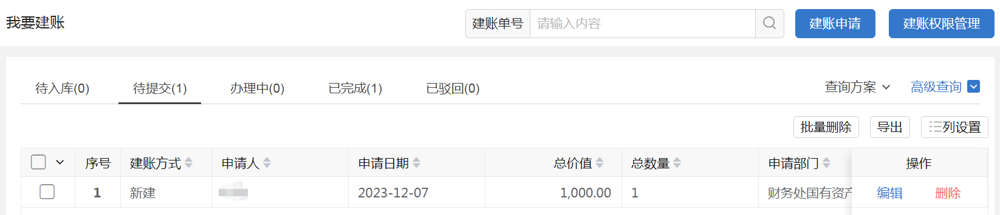 我要建账 建账单号 请输入内容 建账申请 建账权限管理
待入库(0) 待提交(1) 办理中(0) 已完成(1) 已驳回(0) 查询方案 高级查询
批量删除 导出 列设置
序号 建账方式 申请人 申请日期 总价值 总数量 申请部门 操作
1 新建 2023-12-07 1,000.00 1 财务处国有资产 编辑 删除